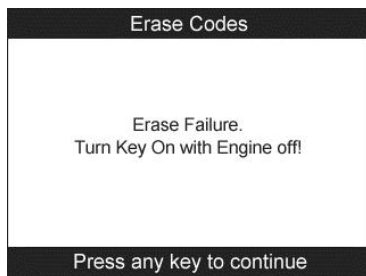 Erase Codes
Erase Failure.
Turn Key On with Engine off!
Press any key to continue